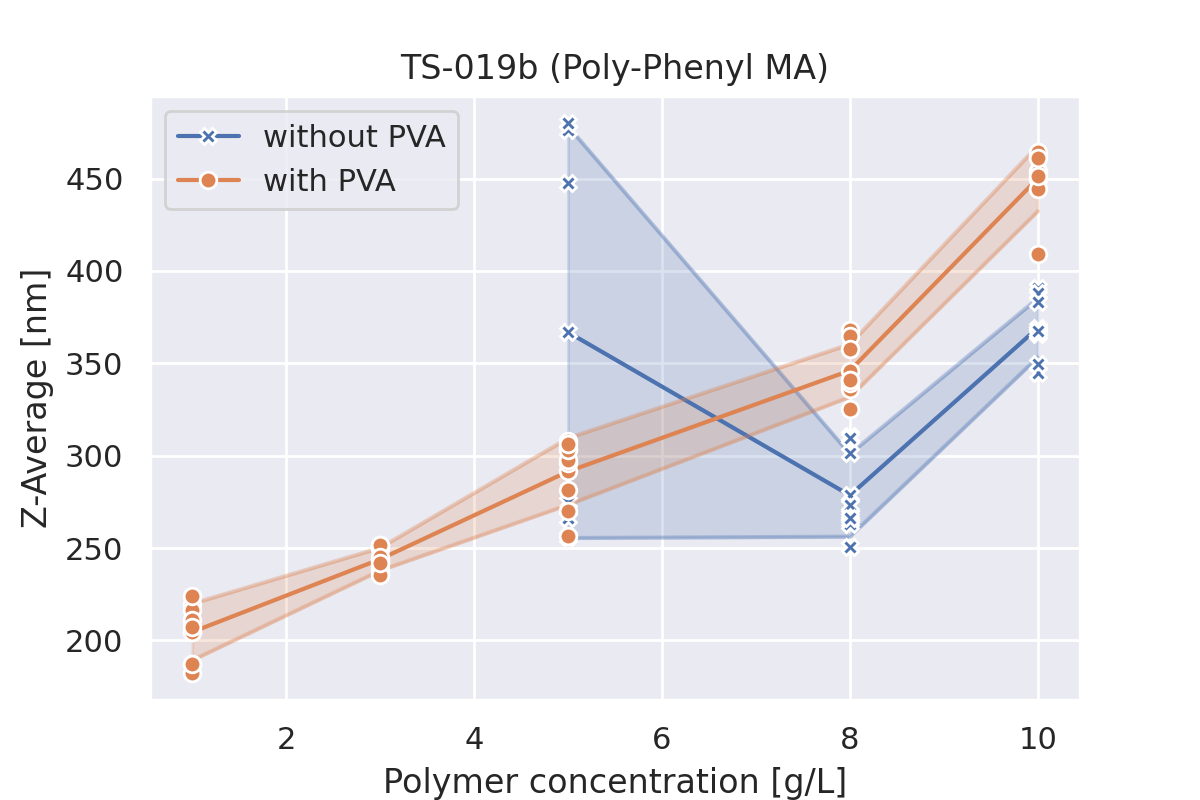 TS-019b (Poly-Phenyl MA)
without PVA
with PVA
Z-Average [nm]
450
400
350
300
250
200
2 4 6 8 10
Polymer concentration [g/L]